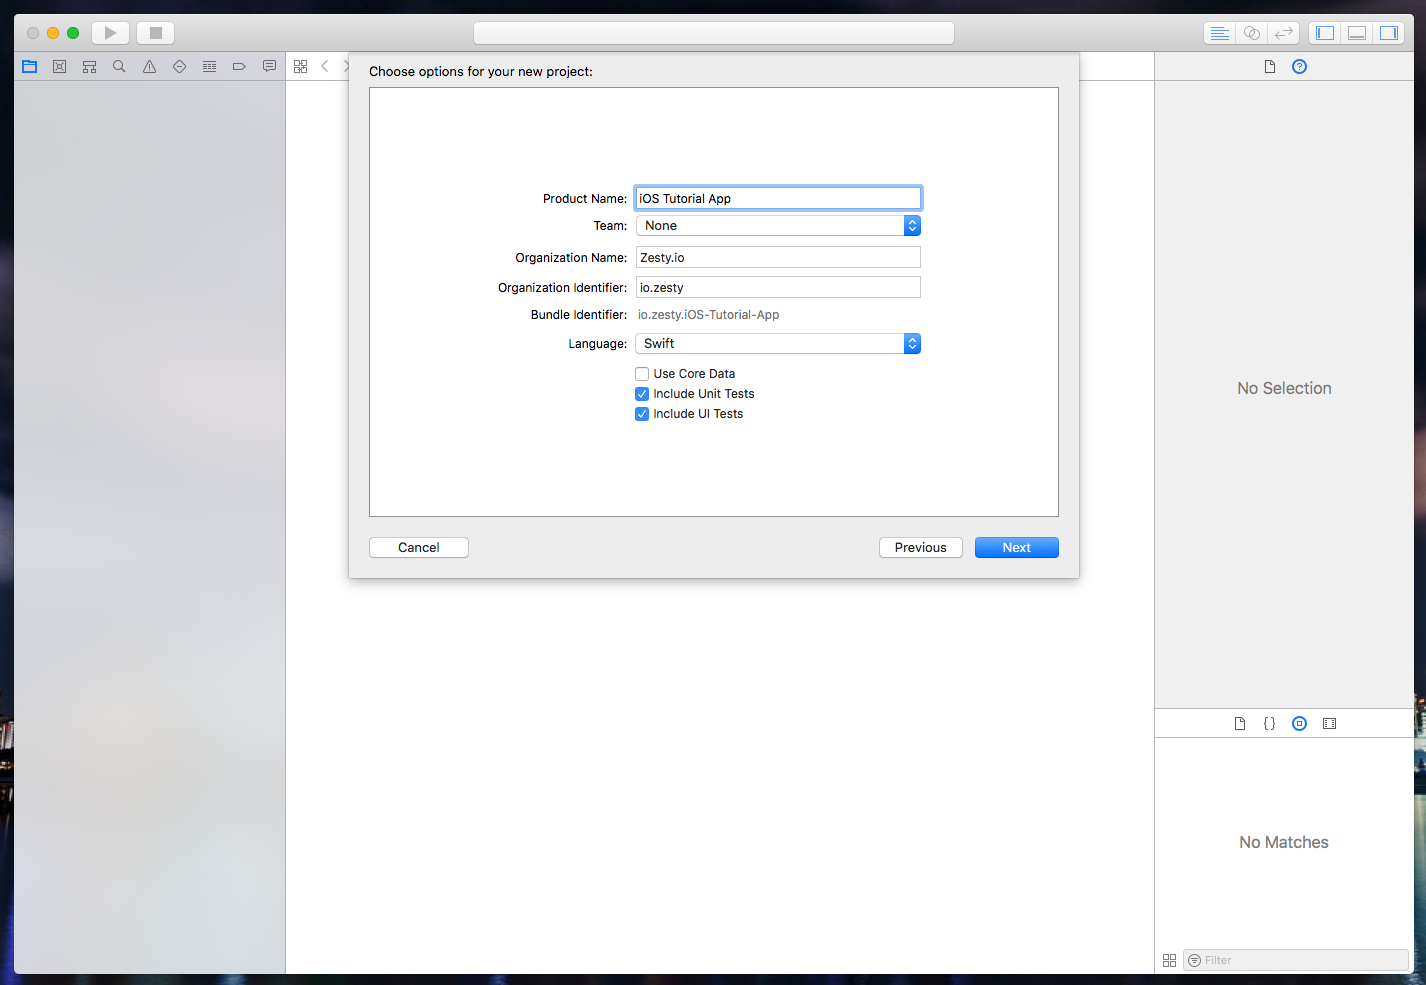 Choose options for your new project:
Product Name: iOS Tutorial App
Team: None
Organization Name: Zesty.io
Organization Identifier: io.zesty
Bundle Identifier: io.zesty.iOS-Tutorial-App
Language: Swift
Use Core Data
Include Unit Tests
Include UI Tests
Cancel
Previous
Next
No Selection
No Matches
Filter